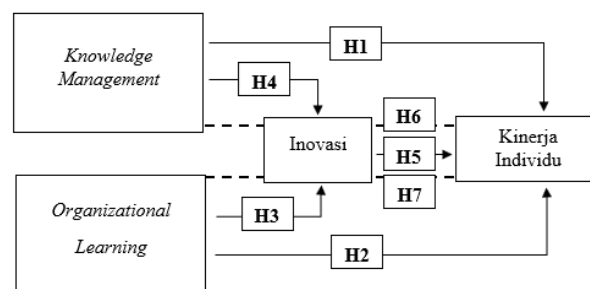 Knowledge
Management
H1
H4
H6
Inovasi
H5
Kinerja
Individu
H7
Organizational
Learning
H3
H2